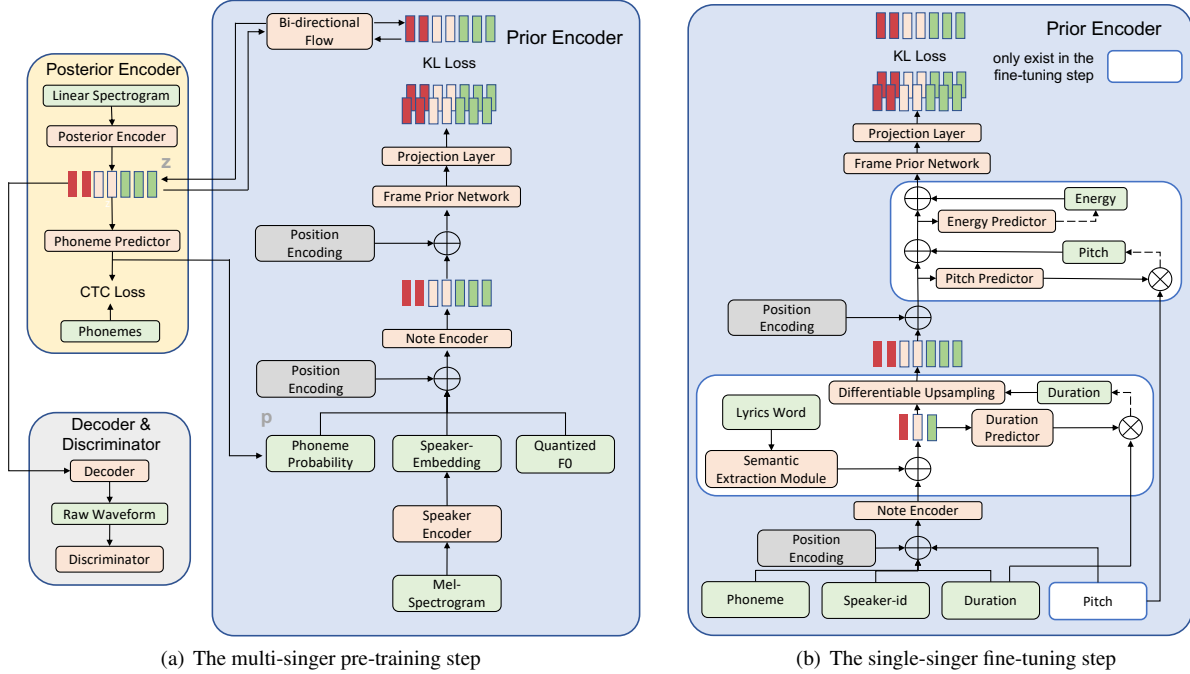 Bi-directional
Flow
Prior Encoder
KL Loss
Posterior Encoder
Linear Spectrogram
Posterior Encoder
z
Phoneme Predictor
CTC Loss
Phonemes
Projection Layer
Frame Prior Network
Position
Encoding
Note Encoder
Position
Encoding
p
Phoneme
Probability
Speaker-
Embedding
Quantized
F0
Speaker
Encoder
Mel-
Spectrogram
Decoder &
Discriminator
Decoder
Raw Waveform
Discriminator
(a) The multi-singer pre-training step
Prior Encoder
only exist in the
fine-tuning step
KL Loss
Projection Layer
Frame Prior Network
Energy
Energy Predictor
Pitch
Pitch Predictor
Position
Encoding
Differentiable Upsampling
Duration
Lyrics Word
Duration
Predictor
Semantic
Extraction Module
Note Encoder
Position
Encoding
Phoneme
Speaker-id
Duration
Pitch
(b) The single-singer fine-tuning step